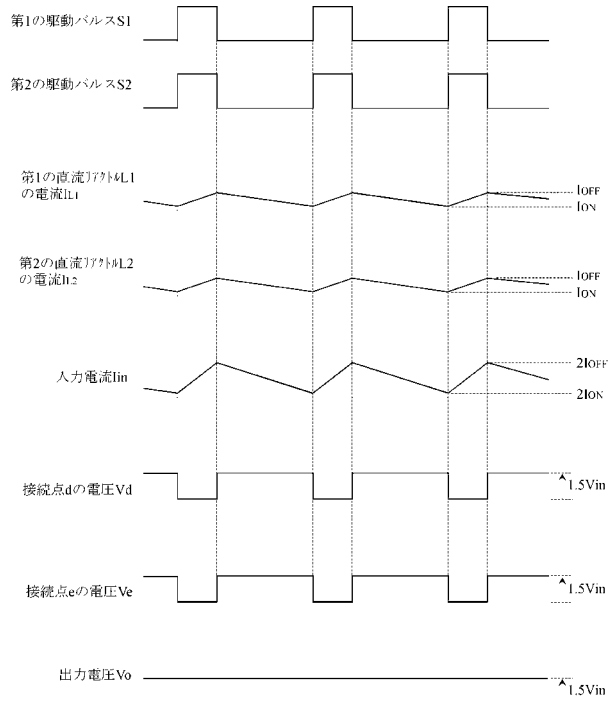 第1の駆動パルスS1
第2の駆動パルスS2
第1の直流リアクトルL1
の電流IL1
IOFF
ION
第2の直流リアクトルL2
の電流IL2
IOFF
ION
入力電流Iin
2IOFF
2ION
接続点dの電圧Vd
1.5Vin
接続点eの電圧Ve
1.5Vin
出力電圧Vo
1.5Vin